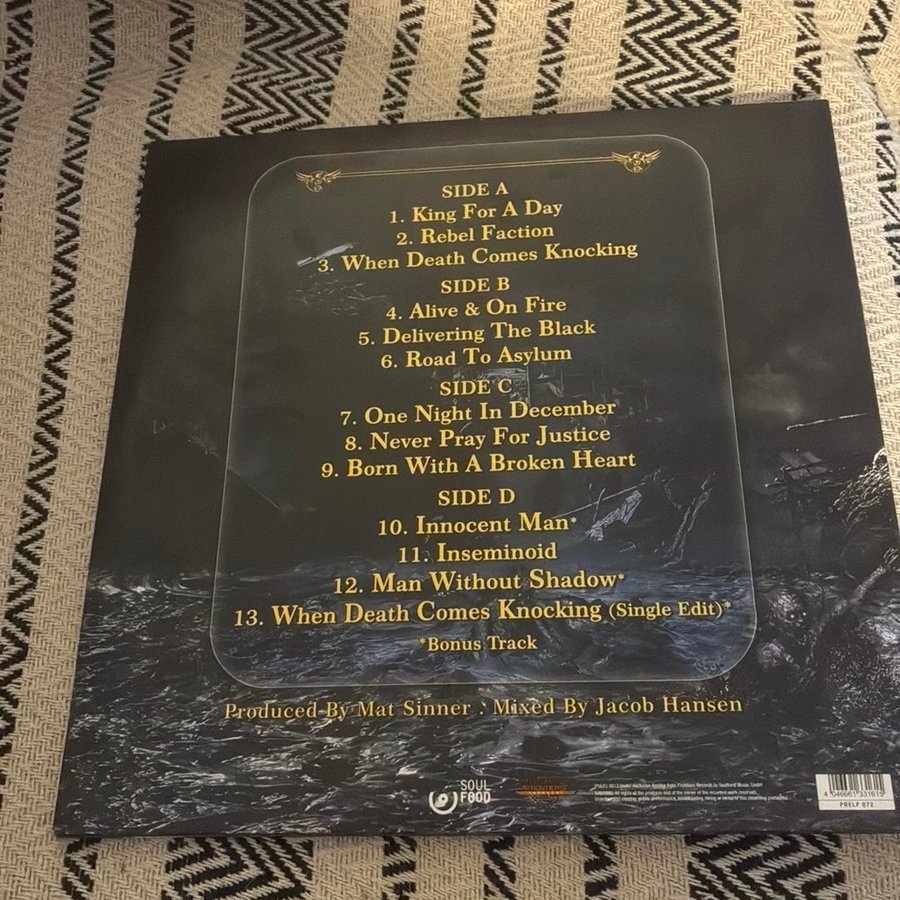 SIDE A
1. King For A Day
2. Rebel Faction
3. When Death Comes Knocking
SIDE B
4. Alive & On Fire
5. Delivering The Black
6. Road To Asylum
SIDE C
7. One Night In December
8. Never Pray For Justice
9. Born With A Broken Heart
SIDE D
10. Innocent Man*
11. Inseminoid
12. Man Without Shadow*
13. When Death Comes Knocking (Single Edit)*
*Bonus Track
Produced By Mat Sinner . Mixed By Jacob Hansen
SOUL
FOOD
4 046661 331615
PRELP 072